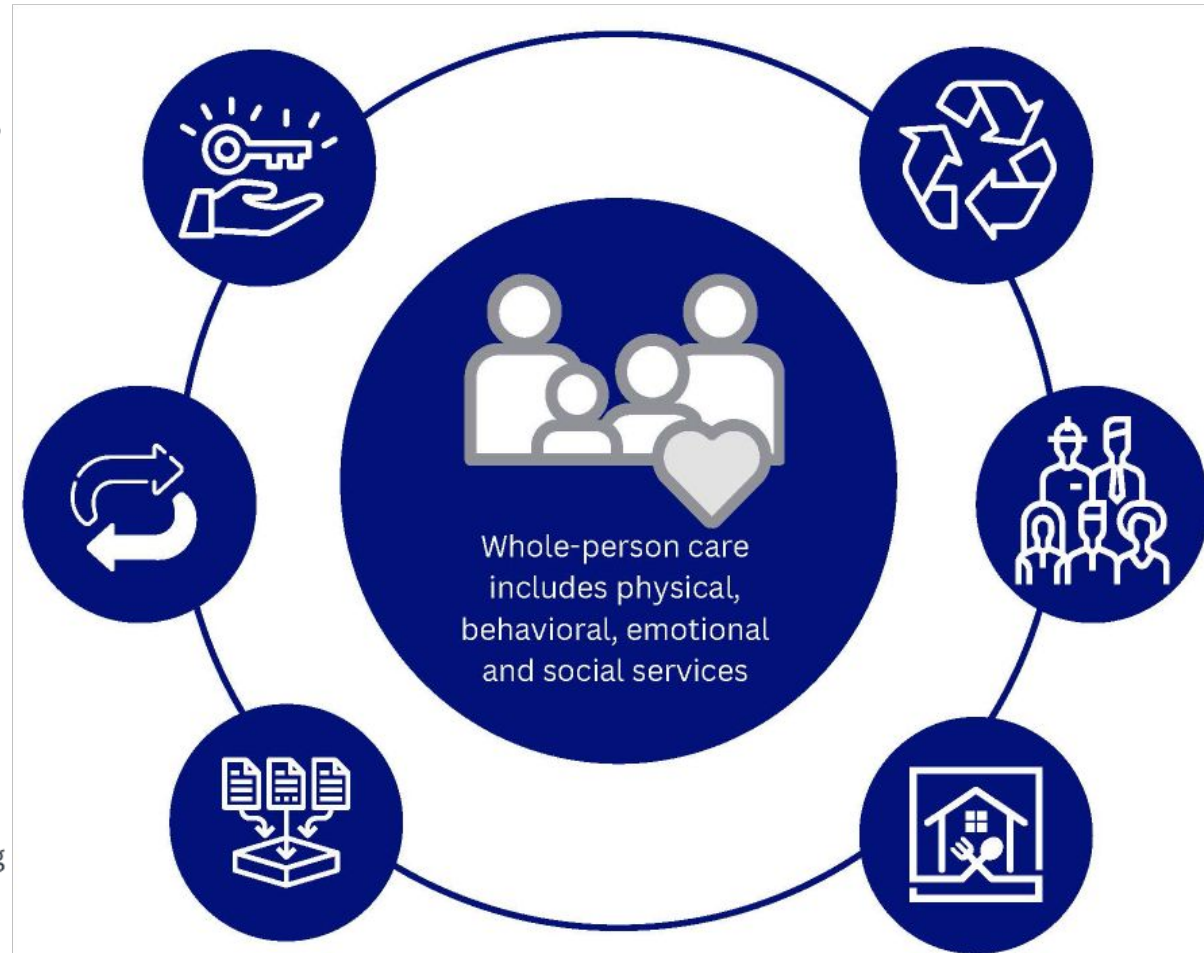 Whole-person care
includes physical,
behavioral, emotional
and social services